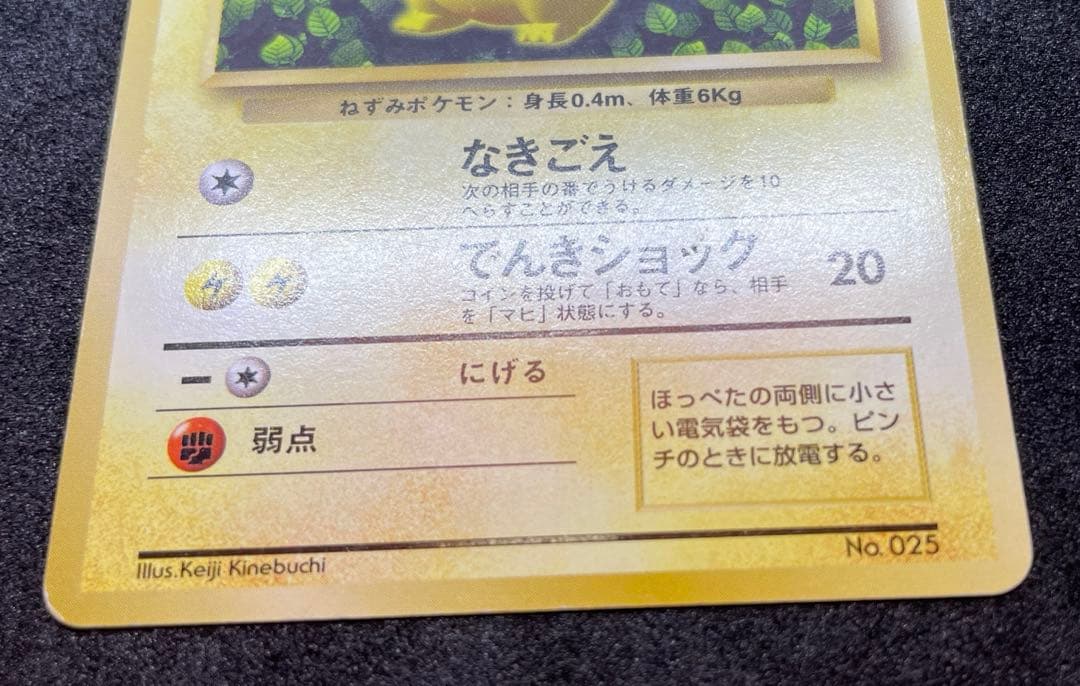 ねずみポケモン：身長0.4m、体重6Kg
なきごえ
次の相手の番でうけるダメージを10
へらすことができる。
でんきショック 20
コインを投げて「おもて」なら、相手
を「マヒ」状態にする。
ー にげる
弱点
ほっぺたの両側に小さ
い電気袋をもつ。ピン
チのときに放電する。
Illus.Keiji Kinebuchi
No. 025